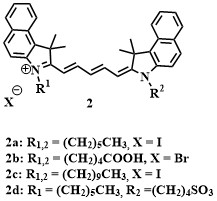 N
+
R1
X
⊖
2
N
R2
2a: R1,2 = (CH2)5CH3, X = I
2b: R1,2 = (CH2)4COOH, X = Br
2c: R1,2 = (CH2)9CH3, X = I
2d: R1 = (CH2)5CH3, R2 = (CH2)4SO3